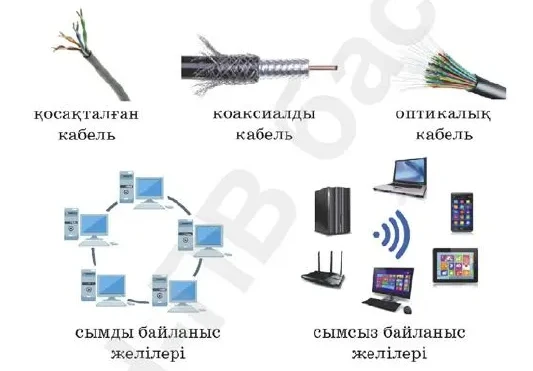 қосақталған
кабель
коаксиалды
кабель
оптикалық
кабель
сымды байланыс
желілері
сымсыз байланыс
желілері